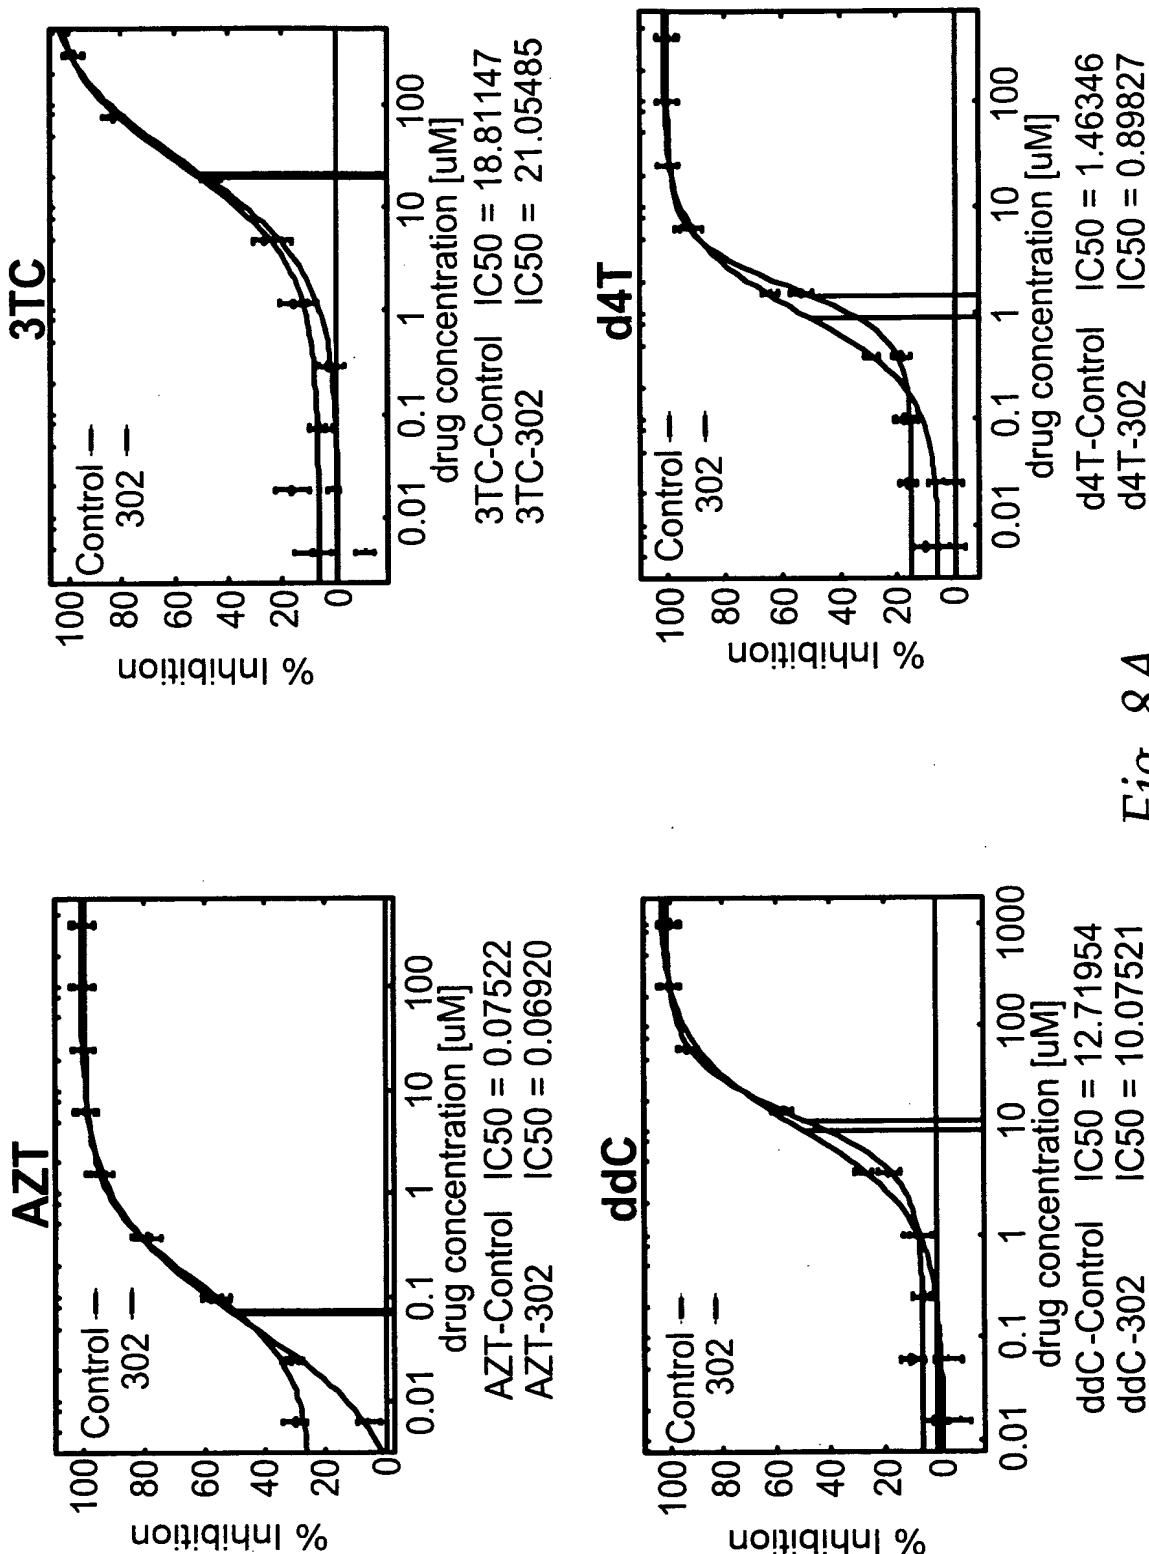 AZT
% Inhibition
100
80
60
40
20
0
Control
302
0.01 0.1 1 10 100
drug concentration [uM]
AZT-Control IC50 = 0.07522
AZT-302 IC50 = 0.06920
3TC
% Inhibition
100
80
60
40
20
0
Control
302
0.01 0.1 1 10 100
drug concentration [uM]
3TC-Control IC50 = 18.81147
3TC-302 IC50 = 21.05485
ddC
% Inhibition
100
80
60
40
20
0
Control
302
0.01 0.1 1 10 100 1000
drug concentration [uM]
ddC-Control IC50 = 12.71954
ddC-302 IC50 = 10.07521
d4T
% Inhibition
100
80
60
40
20
0
Control
302
0.01 0.1 1 10 100
drug concentration [uM]
d4T-Control IC50 = 1.46346
d4T-302 IC50 = 0.89827
Fig. 8A